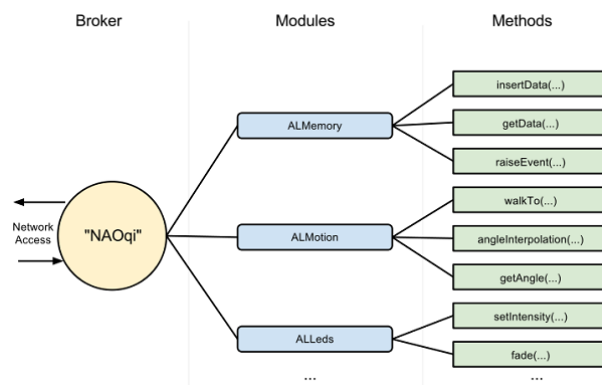 Broker
Modules
Methods
Network
Access
"NAOqi"
ALMemory
insertData(...)
getData(...)
raiseEvent(...)
ALMotion
walkTo(...)
angleInterpolation(...)
getAngle(...)
ALLeds
setIntensity(...)
fade(...)
...
...